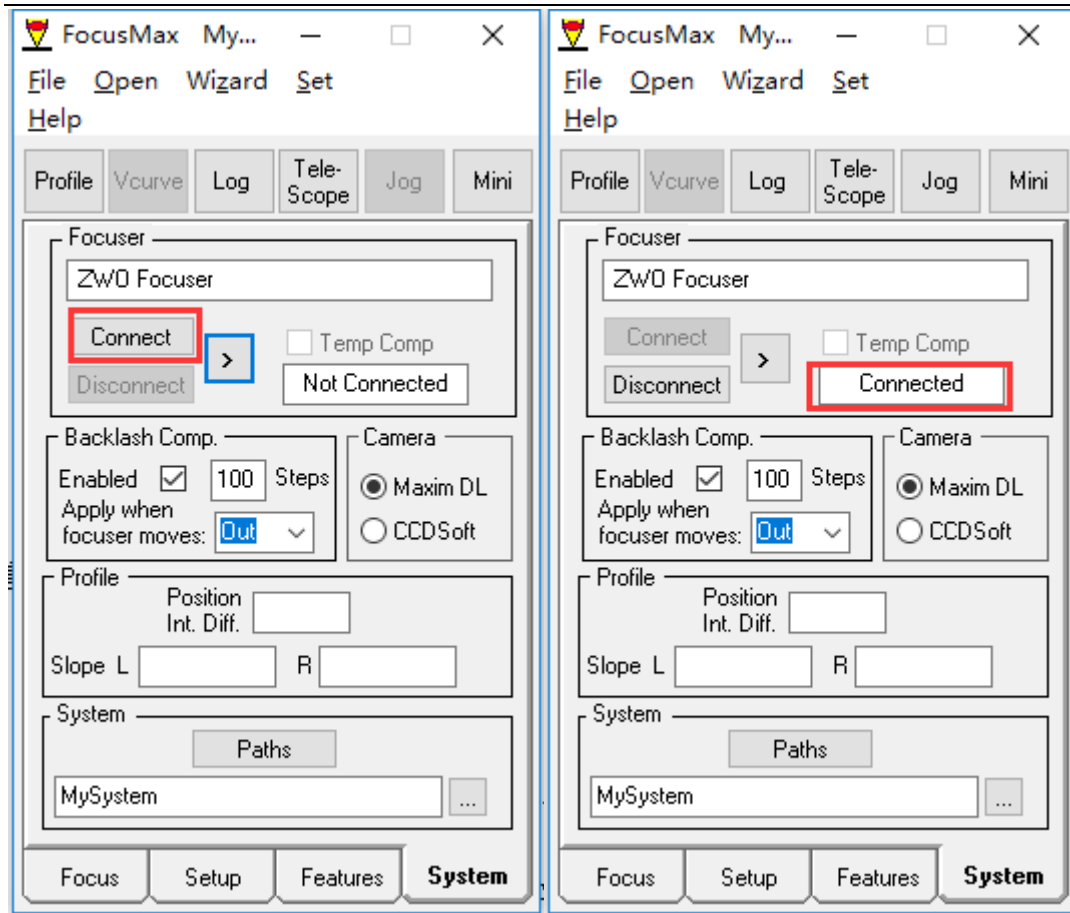 FocusMax My...
File Open Wizard Set
Help
Profile Vcurve Log Tele-Scope Jog Mini
Focuser
ZWO Focuser
Connect > Temp Comp
Disconnect Not Connected
Backlash Comp. Camera
Enabled 100 Steps Maxim DL
Apply when
focuser moves: Out CCDSoft
Profile
Position
Int. Diff.
Slope L R
System
Paths
MySystem ...
Focus Setup Features System
FocusMax My...
File Open Wizard Set
Help
Profile Vcurve Log Tele-Scope Jog Mini
Focuser
ZWO Focuser
Connect > Temp Comp
Disconnect Connected
Backlash Comp. Camera
Enabled 100 Steps Maxim DL
Apply when
focuser moves: Out CCDSoft
Profile
Position
Int. Diff.
Slope L R
System
Paths
MySystem ...
Focus Setup Features System